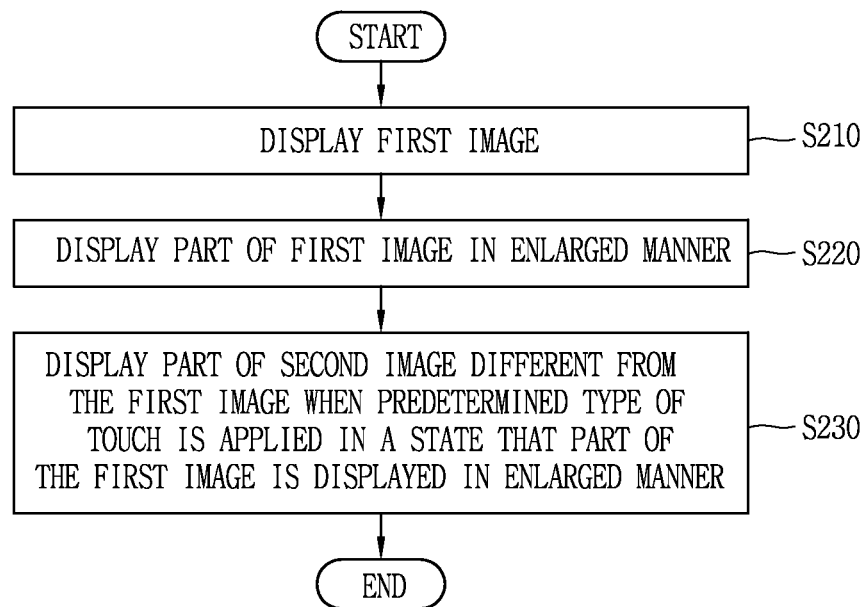 START
DISPLAY FIRST IMAGE
S210
DISPLAY PART OF FIRST IMAGE IN ENLARGED MANNER
S220
DISPLAY PART OF SECOND IMAGE DIFFERENT FROM
THE FIRST IMAGE WHEN PREDETERMINED TYPE OF
TOUCH IS APPLIED IN A STATE THAT PART OF
THE FIRST IMAGE IS DISPLAYED IN ENLARGED MANNER
S230
END